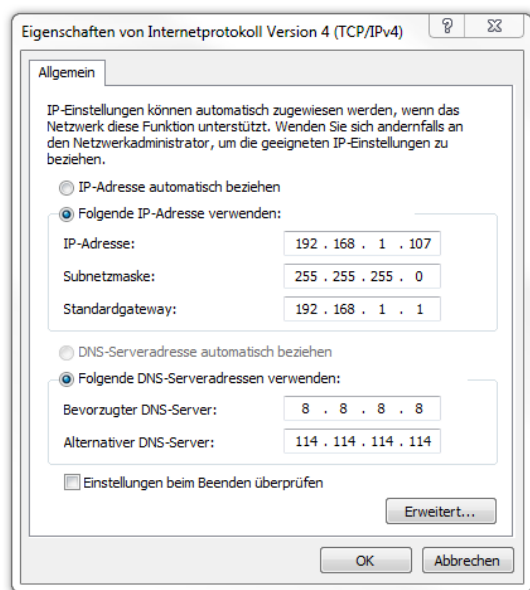 Eigenschaften von Internetprotokoll Version 4 (TCP/IPv4)
Allgemein
IP-Einstellungen können automatisch zugewiesen werden, wenn das
Netzwerk diese Funktion unterstützt. Wenden Sie sich andernfalls an
den Netzwerkadministrator, um die geeigneten IP-Einstellungen zu
beziehen.
IP-Adresse automatisch beziehen
Folgende IP-Adresse verwenden:
IP-Adresse: 192 . 168 . 1 . 107
Subnetzmaske: 255 . 255 . 255 . 0
Standardgateway: 192 . 168 . 1 . 1
DNS-Serveradresse automatisch beziehen
Folgende DNS-Serveradressen verwenden:
Bevorzugter DNS-Server: 8 . 8 . 8 . 8
Alternativer DNS-Server: 114 . 114 . 114 . 114
Einstellungen beim Beenden überprüfen
Erweitert...
OK Abbrechen